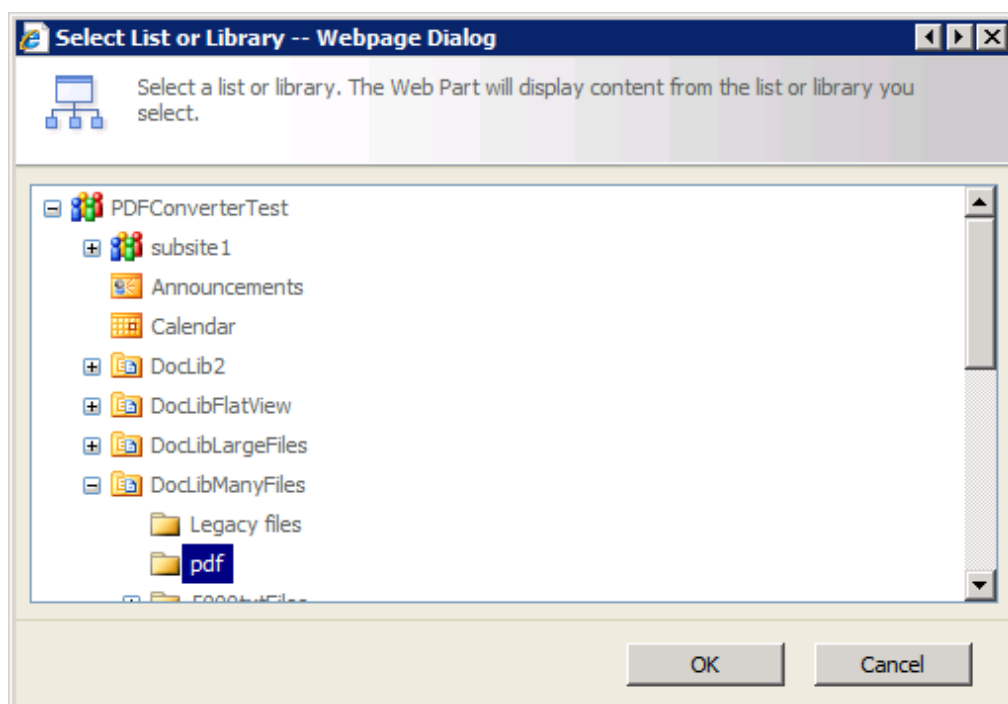 Select List or Library -- Webpage Dialog
Select a list or library. The Web Part will display content from the list or library you
select.
PDFConverterTest
subsite1
Announcements
Calendar
DocLib2
DocLibFlatView
DocLibLargeFiles
DocLibManyFiles
Legacy files
pdf
OK Cancel